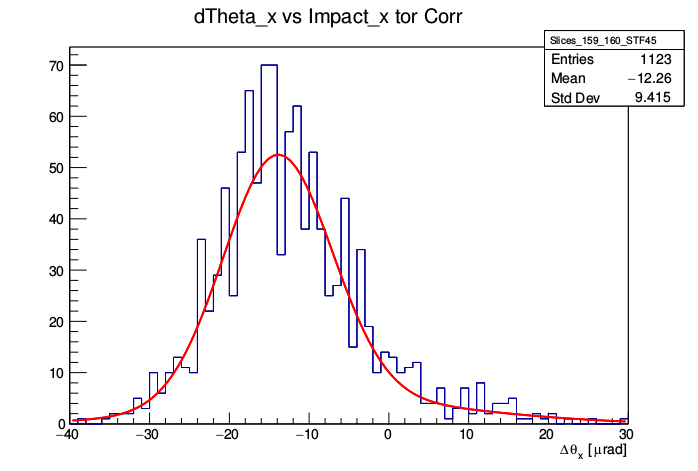 dTheta_x vs Impact_x tor Corr
Slices_159_160_STF45
Entries 1123
Mean −12.26
Std Dev 9.415
70
60
50
40
30
20
10
0
−40 −30 −20 −10 0 10 20 30
Δθx [μrad]